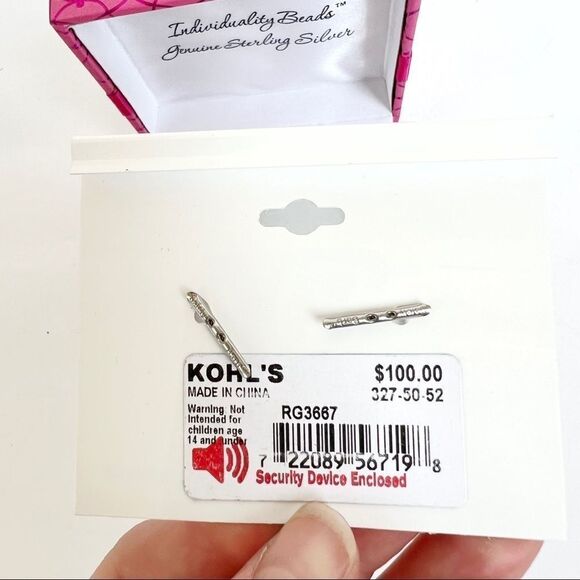 Individuality Beads™
Genuine Sterling Silver
KOHL'S
$100.00
MADE IN CHINA
327-50-52
Warning: Not
Intended for
children age
14 and under
RG3667
7 22089 56719 8
Security Device Enclosed